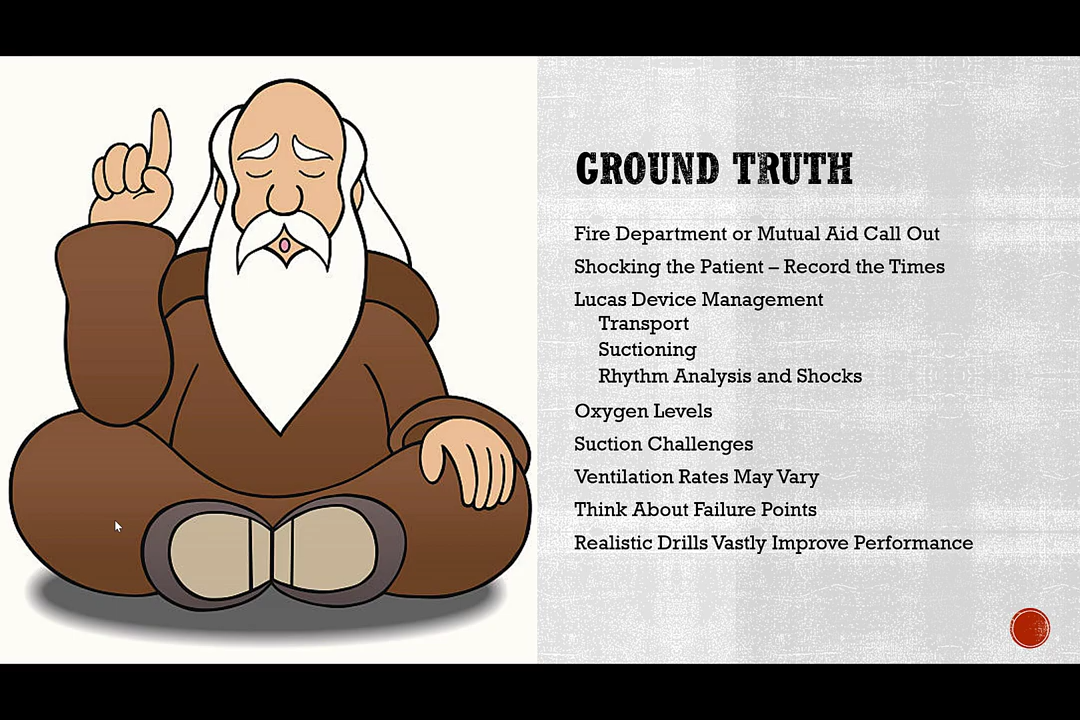 GROUND TRUTH
Fire Department or Mutual Aid Call Out
Shocking the Patient – Record the Times
Lucas Device Management
Transport
Suctioning
Rhythm Analysis and Shocks
Oxygen Levels
Suction Challenges
Ventilation Rates May Vary
Think About Failure Points
Realistic Drills Vastly Improve Performance